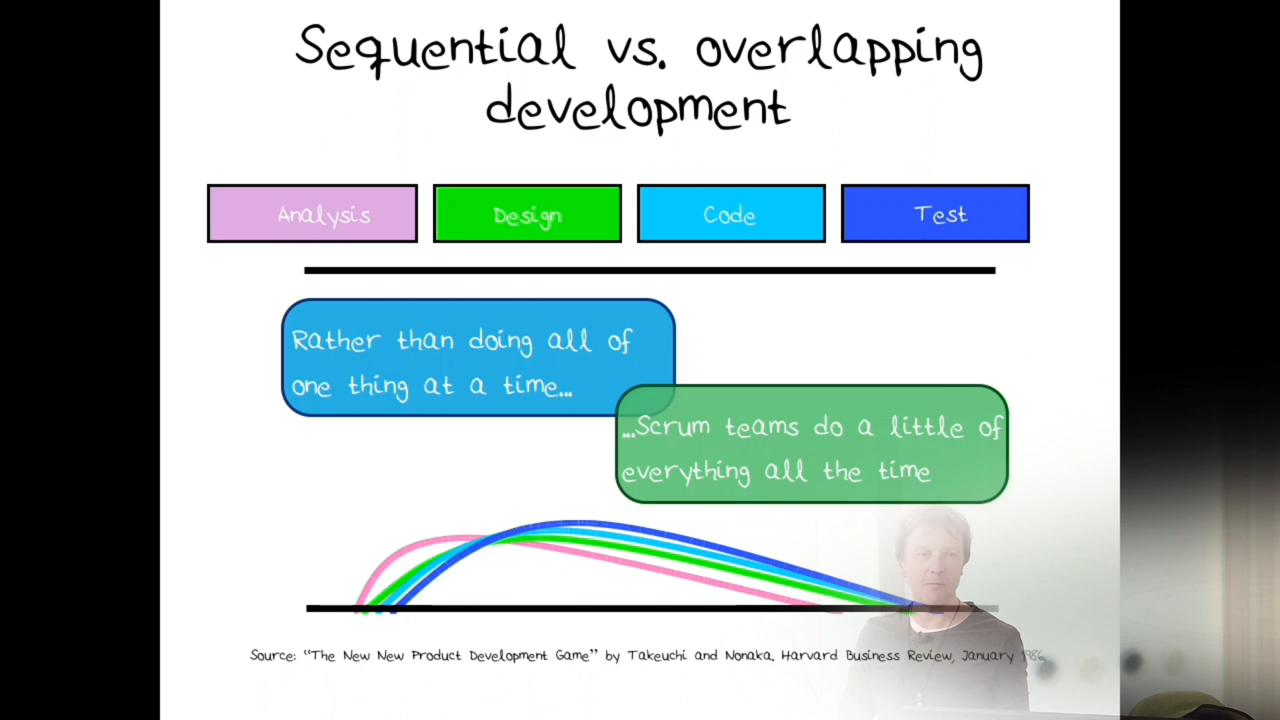 Sequential vs. overlapping
development
Analysis
Design
Code
Test
Rather than doing all of
one thing at a time...
...Scrum teams do a little of
everything all the time
Source: “The New New Product Development Game” by Takeuchi and Nonaka, Harvard Business Review, January 1986.